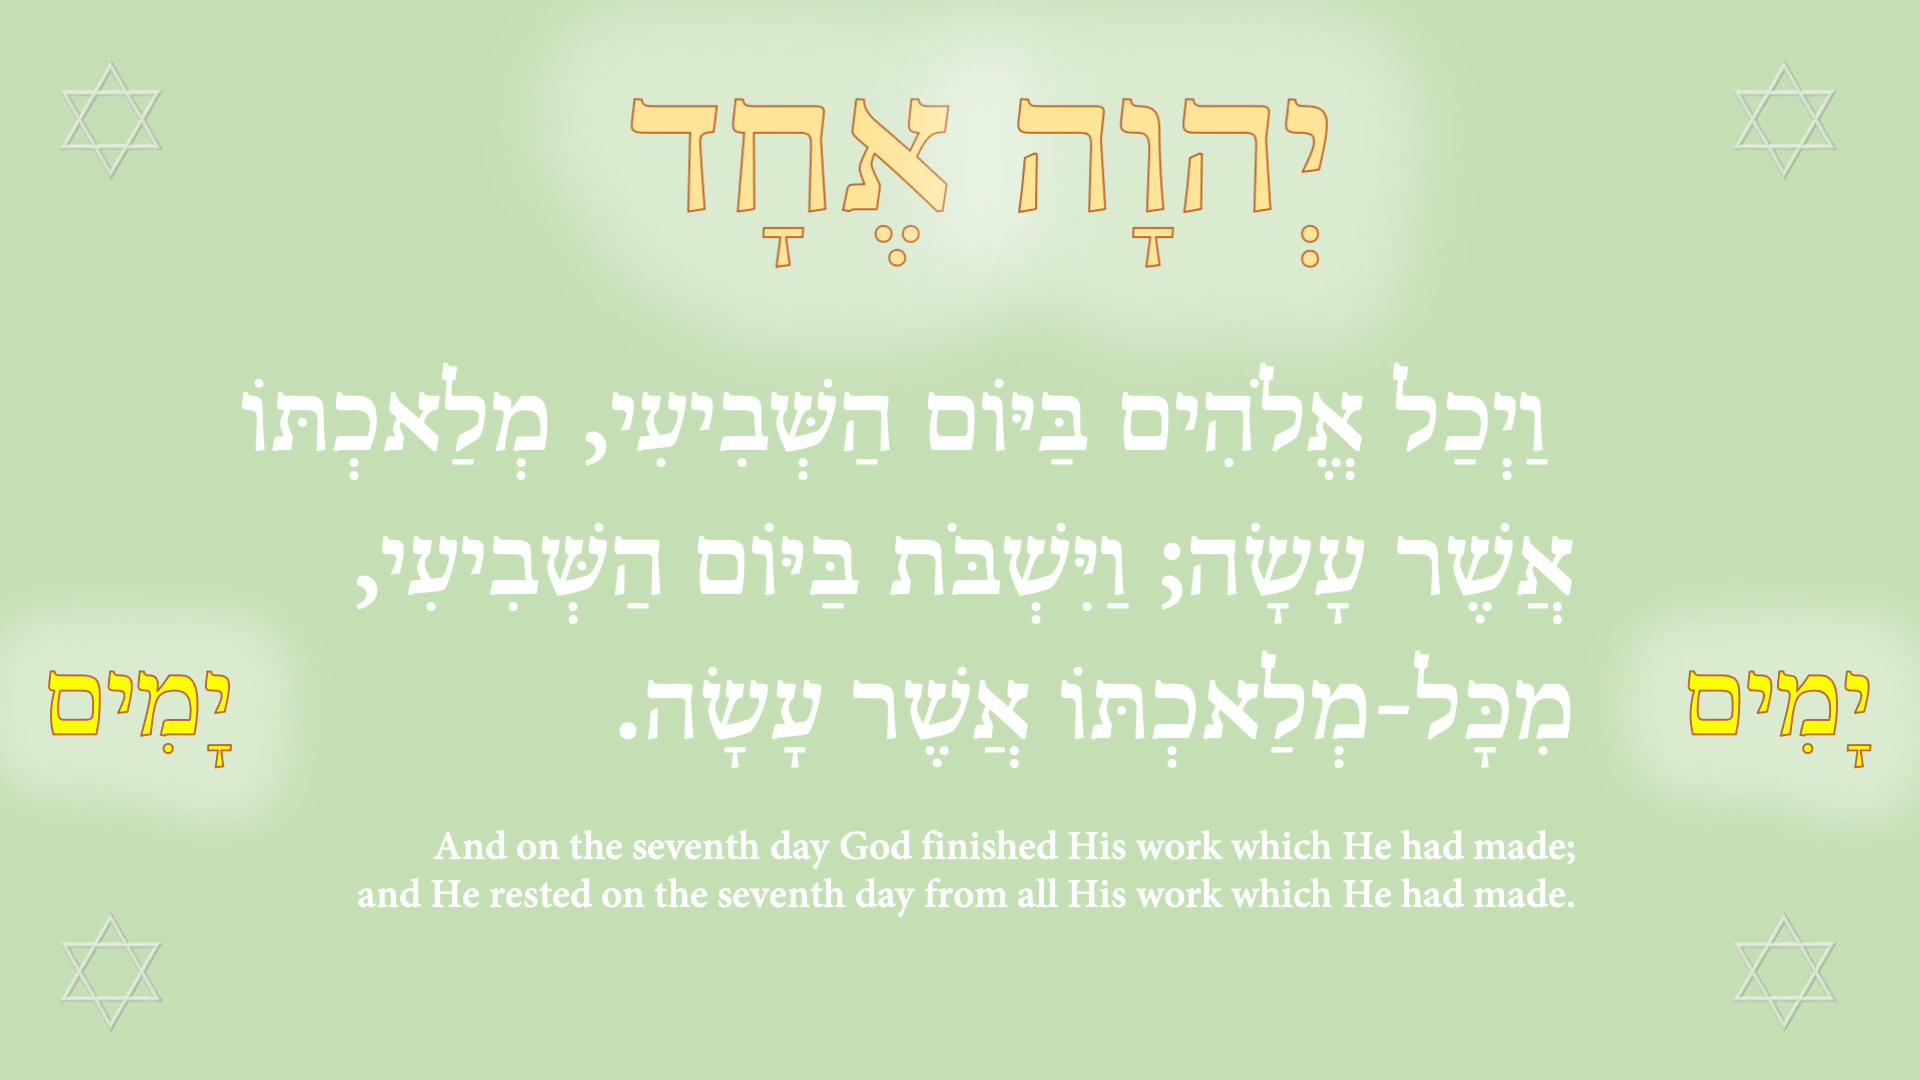 יְהוָה אֶחָד
וַיְכַל אֱלֹהִים בַּיּוֹם הַשְּׁבִיעִי, מְלַאכְתּוֹ
אֲשֶׁר עָשָׂה; וַיִּשְׁבֹּת בַּיּוֹם הַשְּׁבִיעִי,
מִכָּל-מְלַאכְתּוֹ אֲשֶׁר עָשָׂה.
יָמִים
יָמִים
And on the seventh day God finished His work which He had made;
and He rested on the seventh day from all His work which He had made.